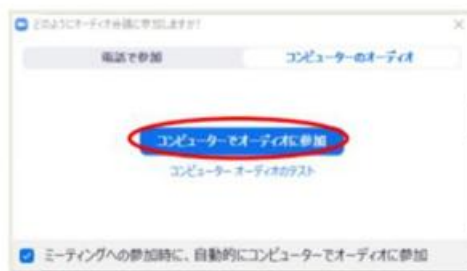 どのようにオーディオ会議に参加しますか?
電話で参加
コンピューターのオーディオ
コンピューターでオーディオに参加
コンピューター オーディオのテスト
ミーティングへの参加時に、自動的にコンピューターでオーディオに参加